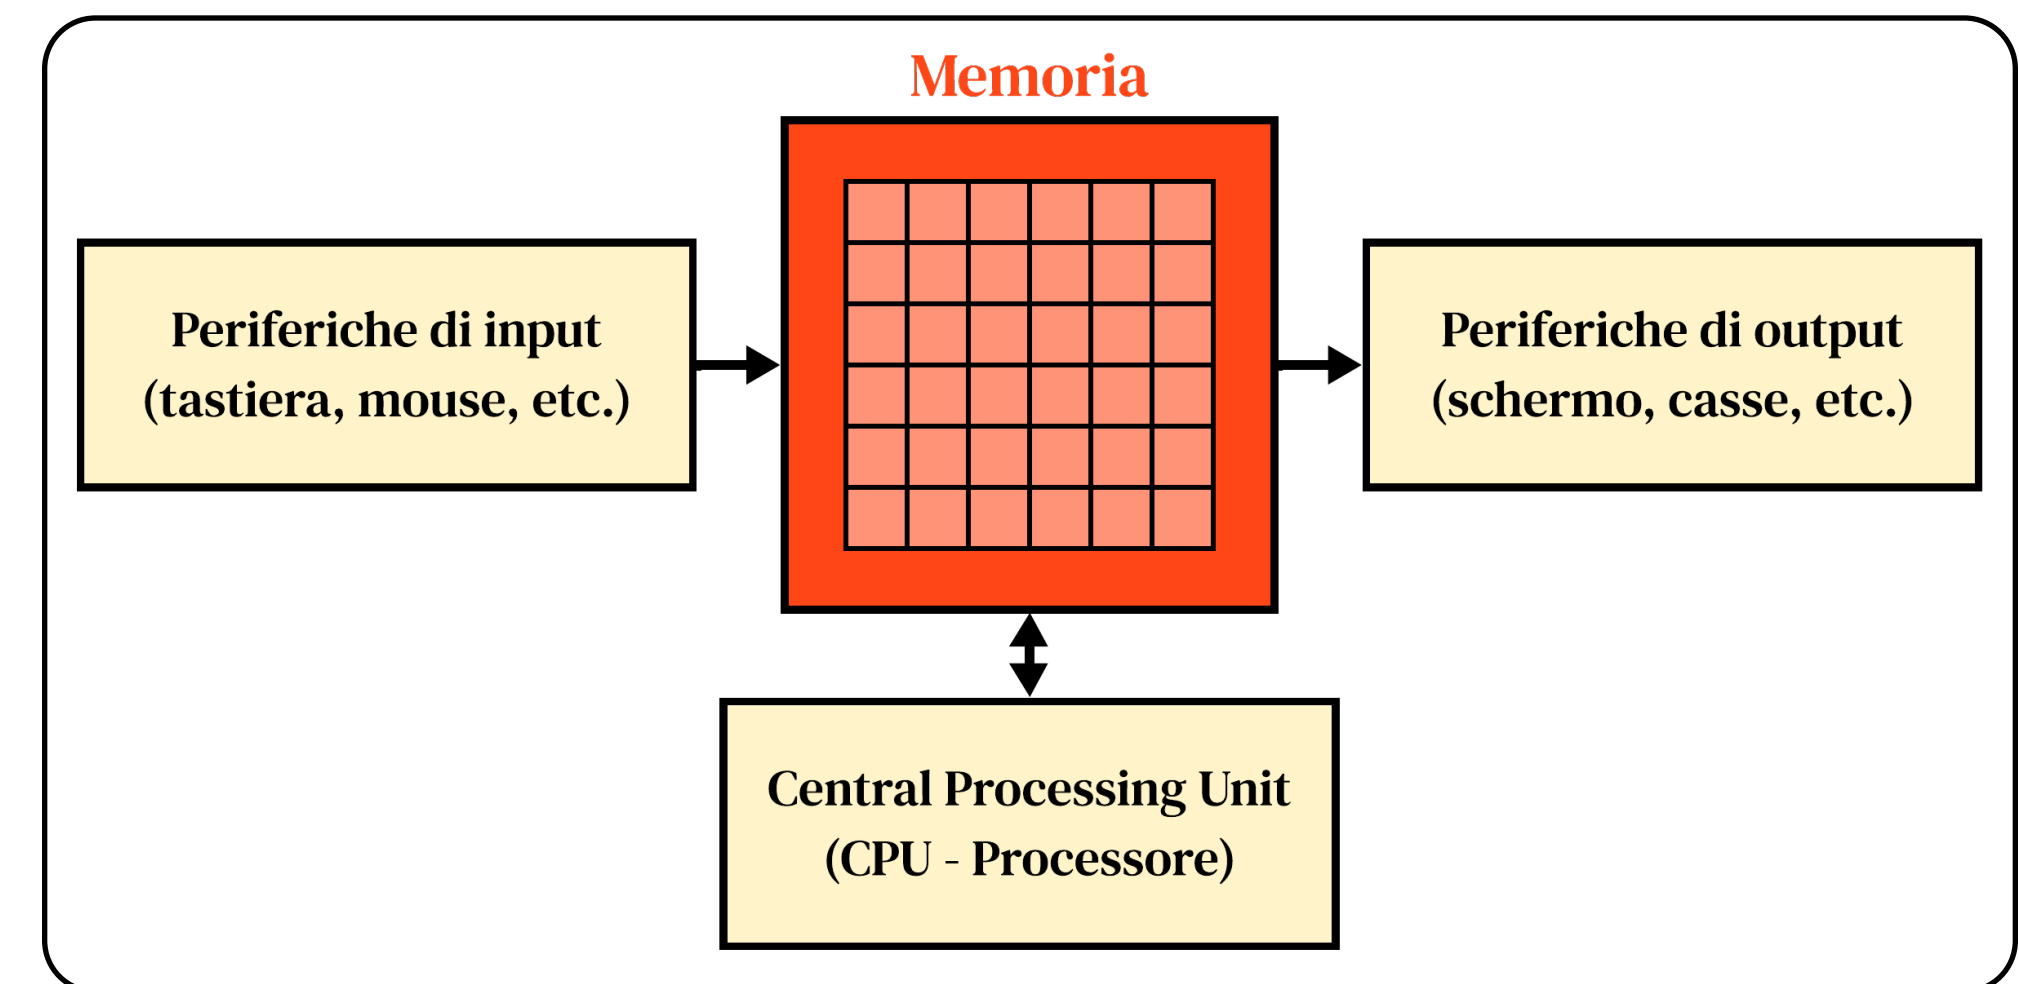 Memoria
Periferiche di input
(tastiera, mouse, etc.)
Periferiche di output
(schermo, casse, etc.)
Central Processing Unit
(CPU - Processore)